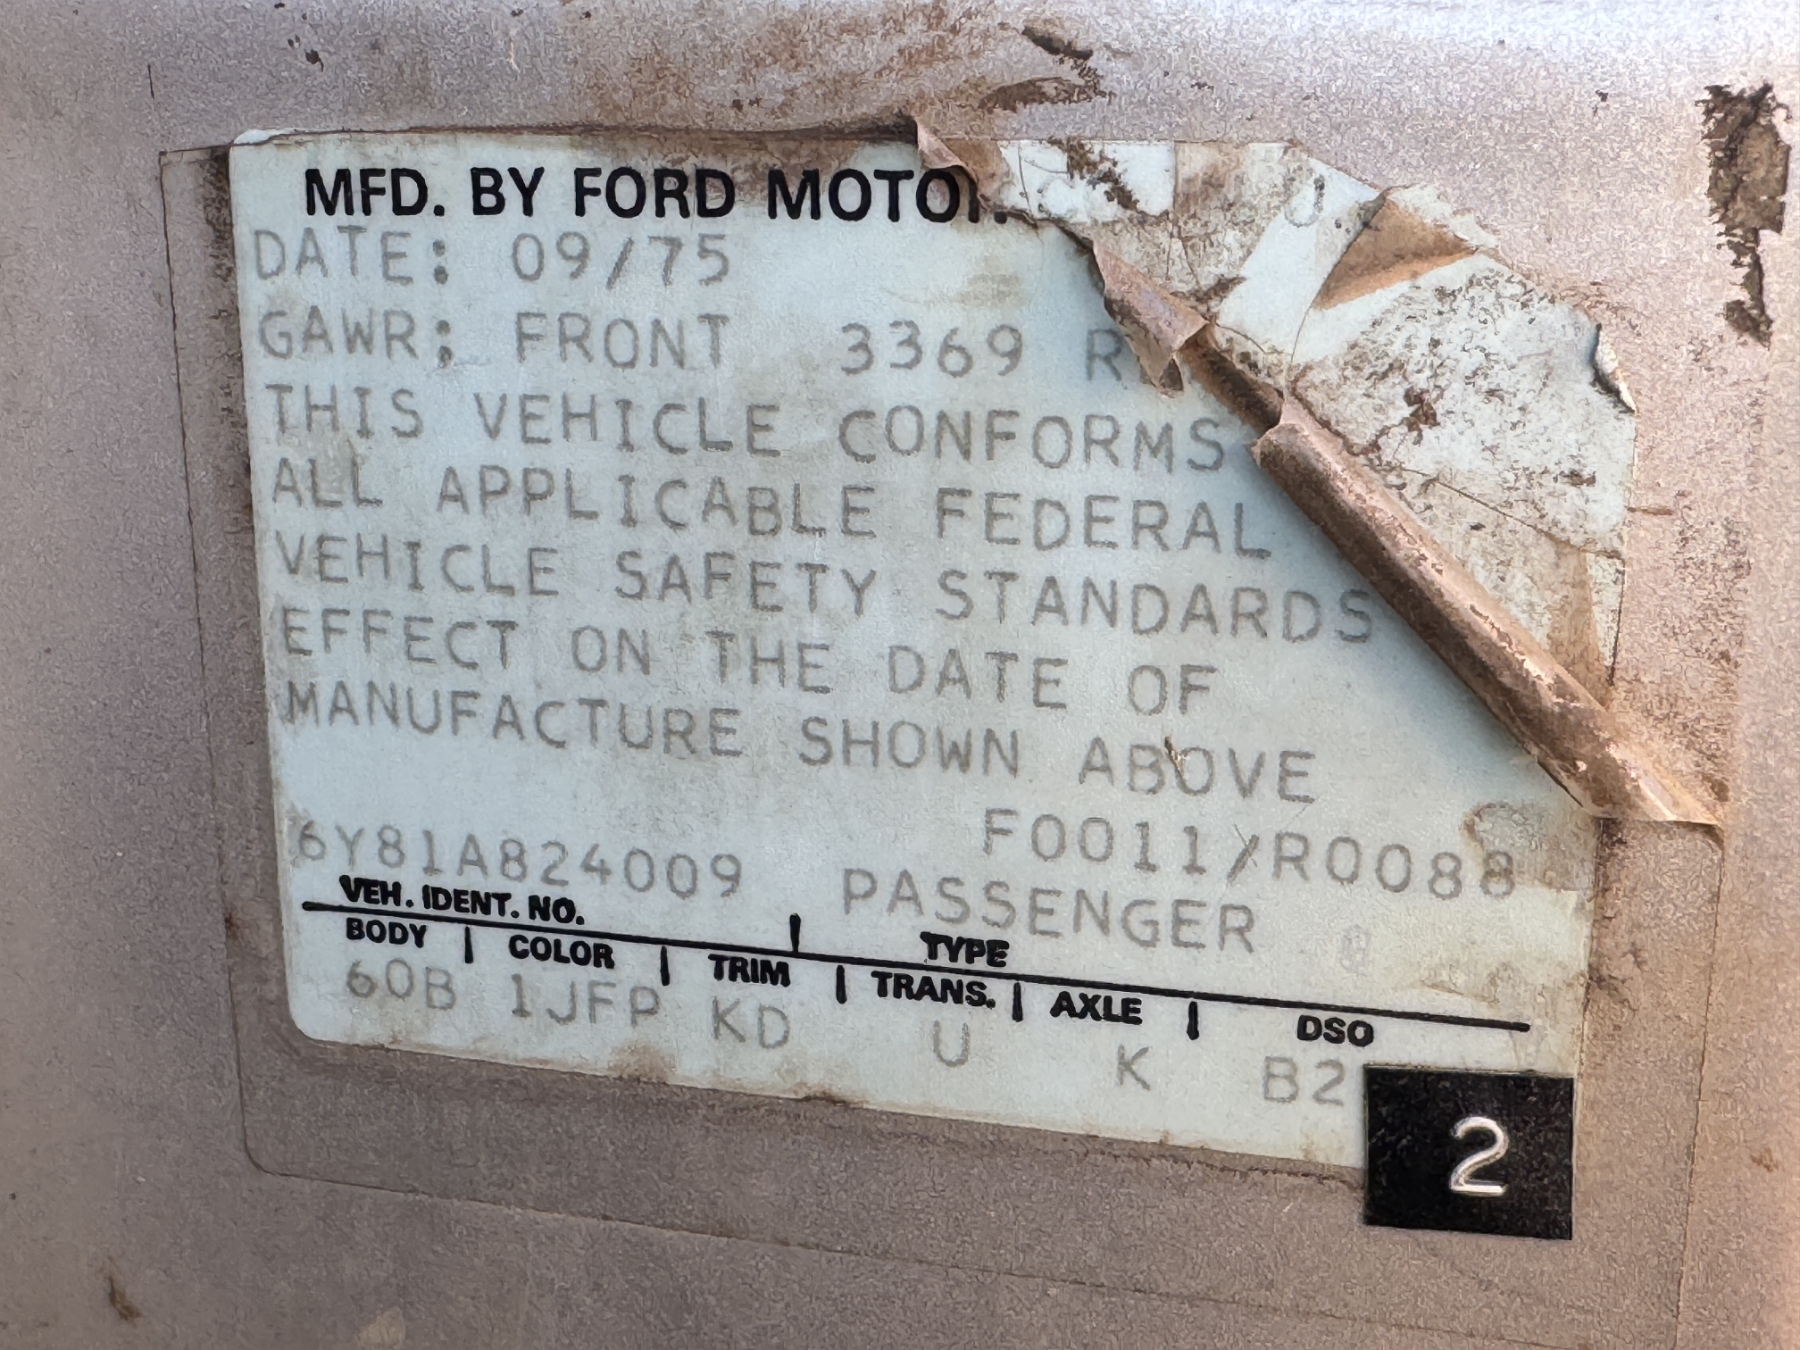 MFD. BY FORD MOTOR
DATE: 09/75
GAWR: FRONT 3369
THIS VEHICLE CONFORMS
ALL APPLICABLE FEDERAL
VEHICLE SAFETY STANDARDS
EFFECT ON THE DATE OF
MANUFACTURE SHOWN ABOVE
F0011/R0088
6Y81A824009 PASSENGER
VEH. IDENT. NO. TYPE
BODY COLOR TRIM TRANS. AXLE DSO
60B 1JFP KD U K B2
2